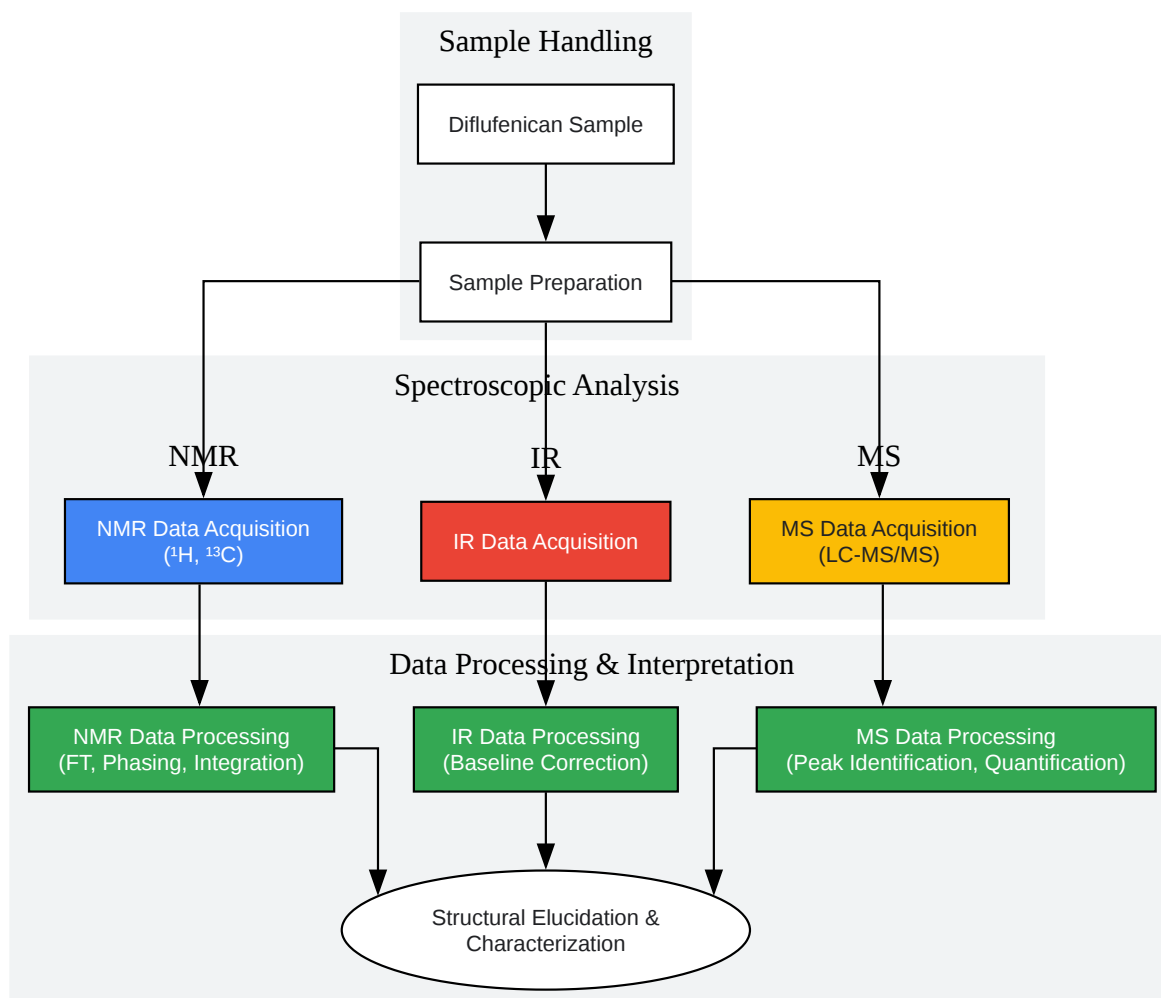 Sample Handling
Diflufenican Sample
Sample Preparation
Spectroscopic Analysis
NMR
IR
MS
NMR Data Acquisition
(¹H, ¹³C)
IR Data Acquisition
MS Data Acquisition
(LC-MS/MS)
Data Processing & Interpretation
NMR Data Processing
(FT, Phasing, Integration)
IR Data Processing
(Baseline Correction)
MS Data Processing
(Peak Identification, Quantification)
Structural Elucidation &
Characterization